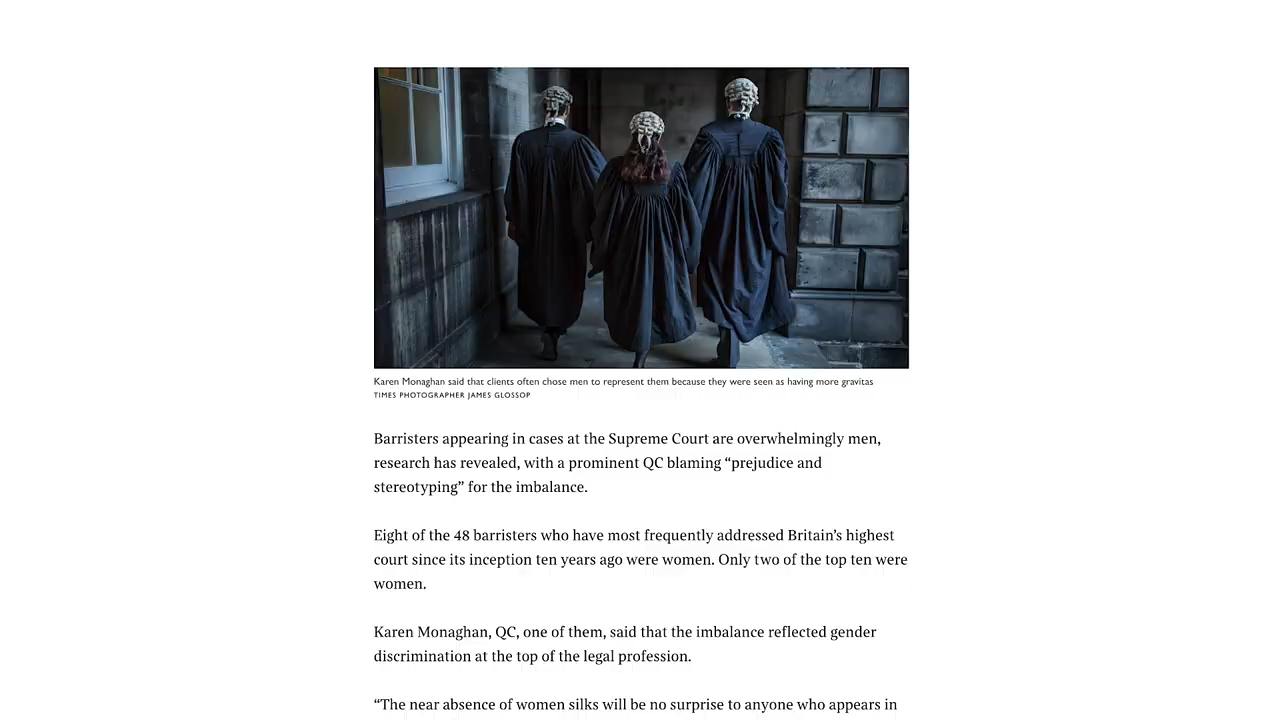 Karen Monaghan said that clients often chose men to represent them because they were seen as having more gravitas
TIMES PHOTOGRAPHER JAMES GLOSSOP
Barristers appearing in cases at the Supreme Court are overwhelmingly men,
research has revealed, with a prominent QC blaming “prejudice and
stereotyping” for the imbalance.
Eight of the 48 barristers who have most frequently addressed Britain’s highest
court since its inception ten years ago were women. Only two of the top ten were
women.
Karen Monaghan, QC, one of them, said that the imbalance reflected gender
discrimination at the top of the legal profession.
“The near absence of women silks will be no surprise to anyone who appears in